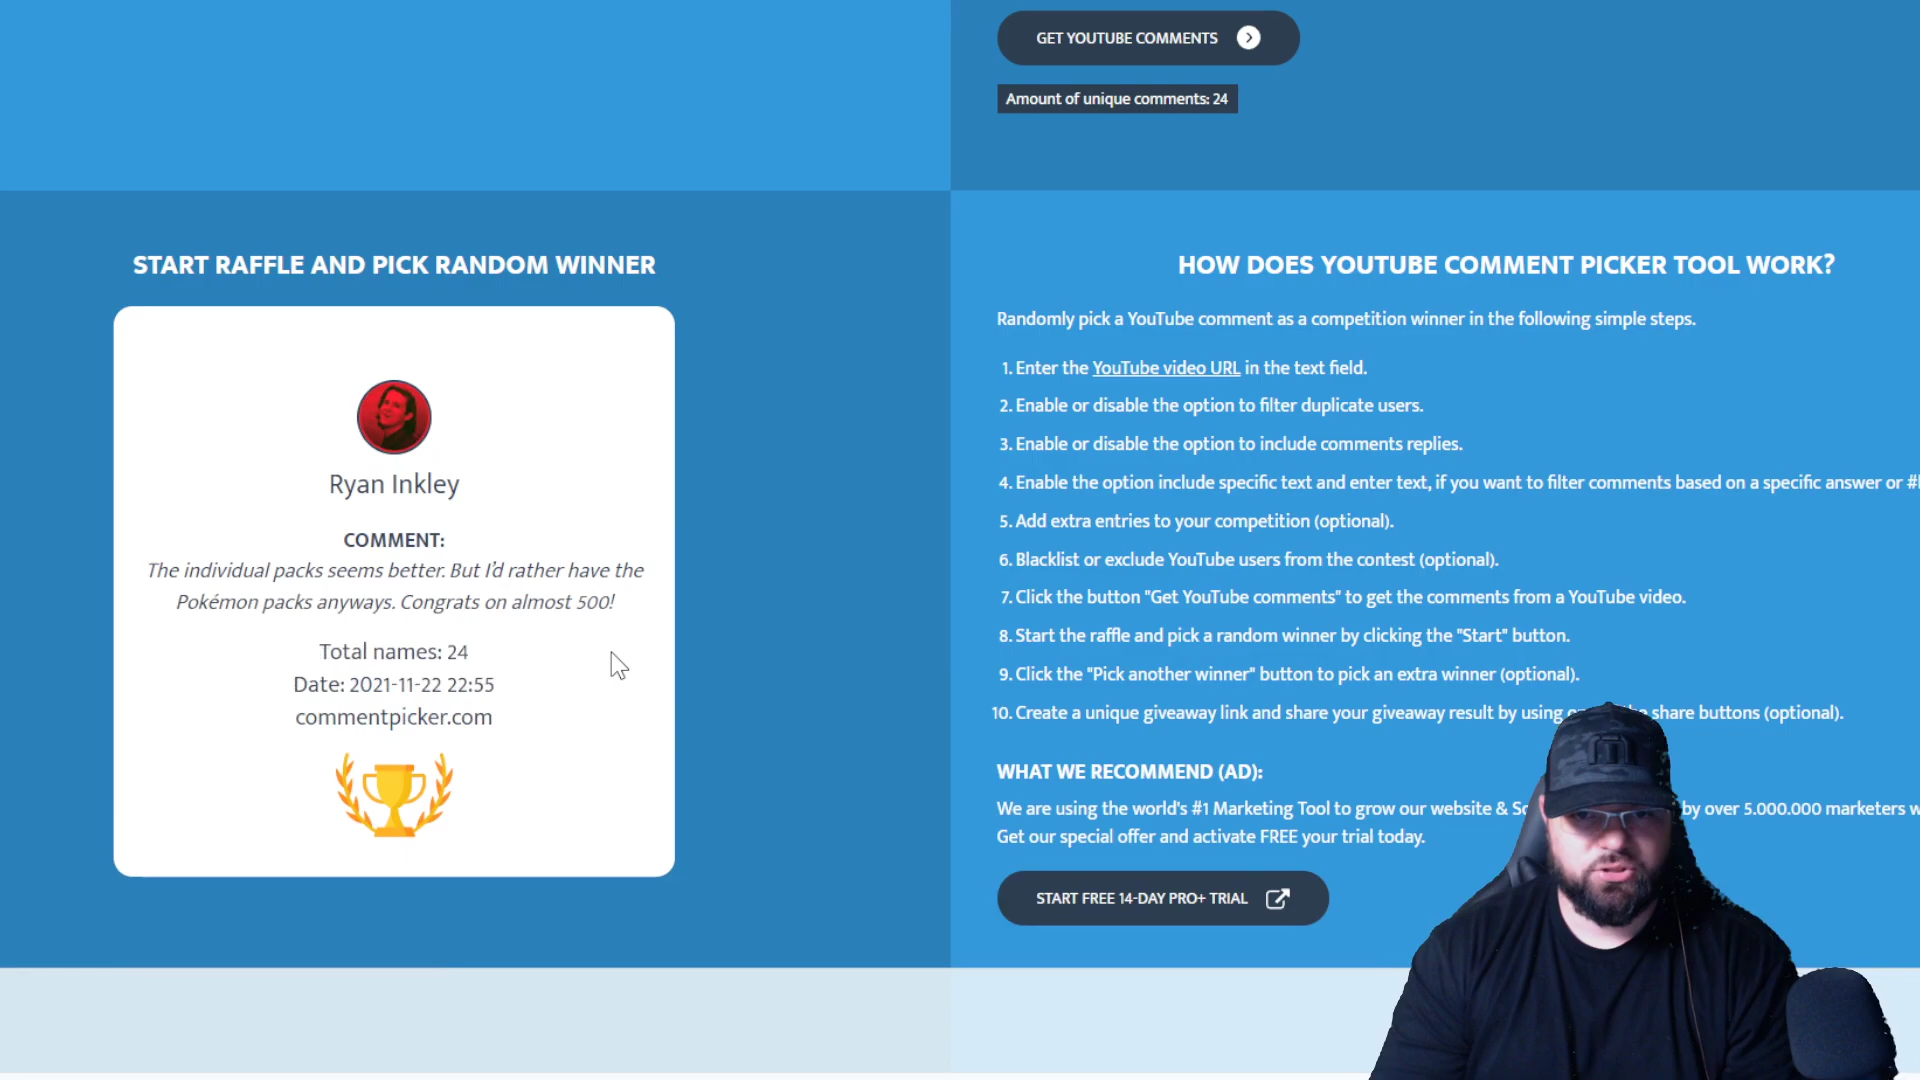 GET YOUTUBE COMMENTS
Amount of unique comments: 24
START RAFFLE AND PICK RANDOM WINNER
Ryan Inkley
COMMENT:
The individual packs seems better. But I'd rather have the
Pokémon packs anyways. Congrats on almost 500!
Total names: 24
Date: 2021-11-22 22:55
commentpicker.com
HOW DOES YOUTUBE COMMENT PICKER TOOL WORK?
Randomly pick a YouTube comment as a competition winner in the following simple steps.
1. Enter the YouTube video URL in the text field.
2. Enable or disable the option to filter duplicate users.
3. Enable or disable the option to include comments replies.
4. Enable the option include specific text and enter text, if you want to filter comments based on a specific answer or
5. Add extra entries to your competition (optional).
6. Blacklist or exclude YouTube users from the contest (optional).
7. Click the button "Get YouTube comments" to get the comments from a YouTube video.
8. Start the raffle and pick a random winner by clicking the "Start" button.
9. Click the "Pick another winner" button to pick an extra winner (optional).
10. Create a unique giveaway link and share your giveaway result by using share buttons (optional).
WHAT WE RECOMMEND (AD):
We are using the world's #1 Marketing Tool to grow our website & by over 5.000.000 marketers
Get our special offer and activate FREE your trial today.
START FREE 14-DAY PRO+ TRIAL